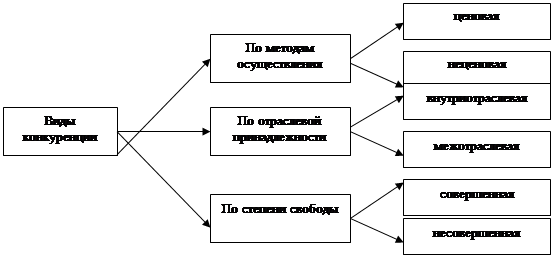 Виды
конкуренции
По методам
осуществления
ценовая
неценовая
По отраслевой
принадлежности
внутриотраслевая
межотраслевая
По степени свободы
совершенная
несовершенная